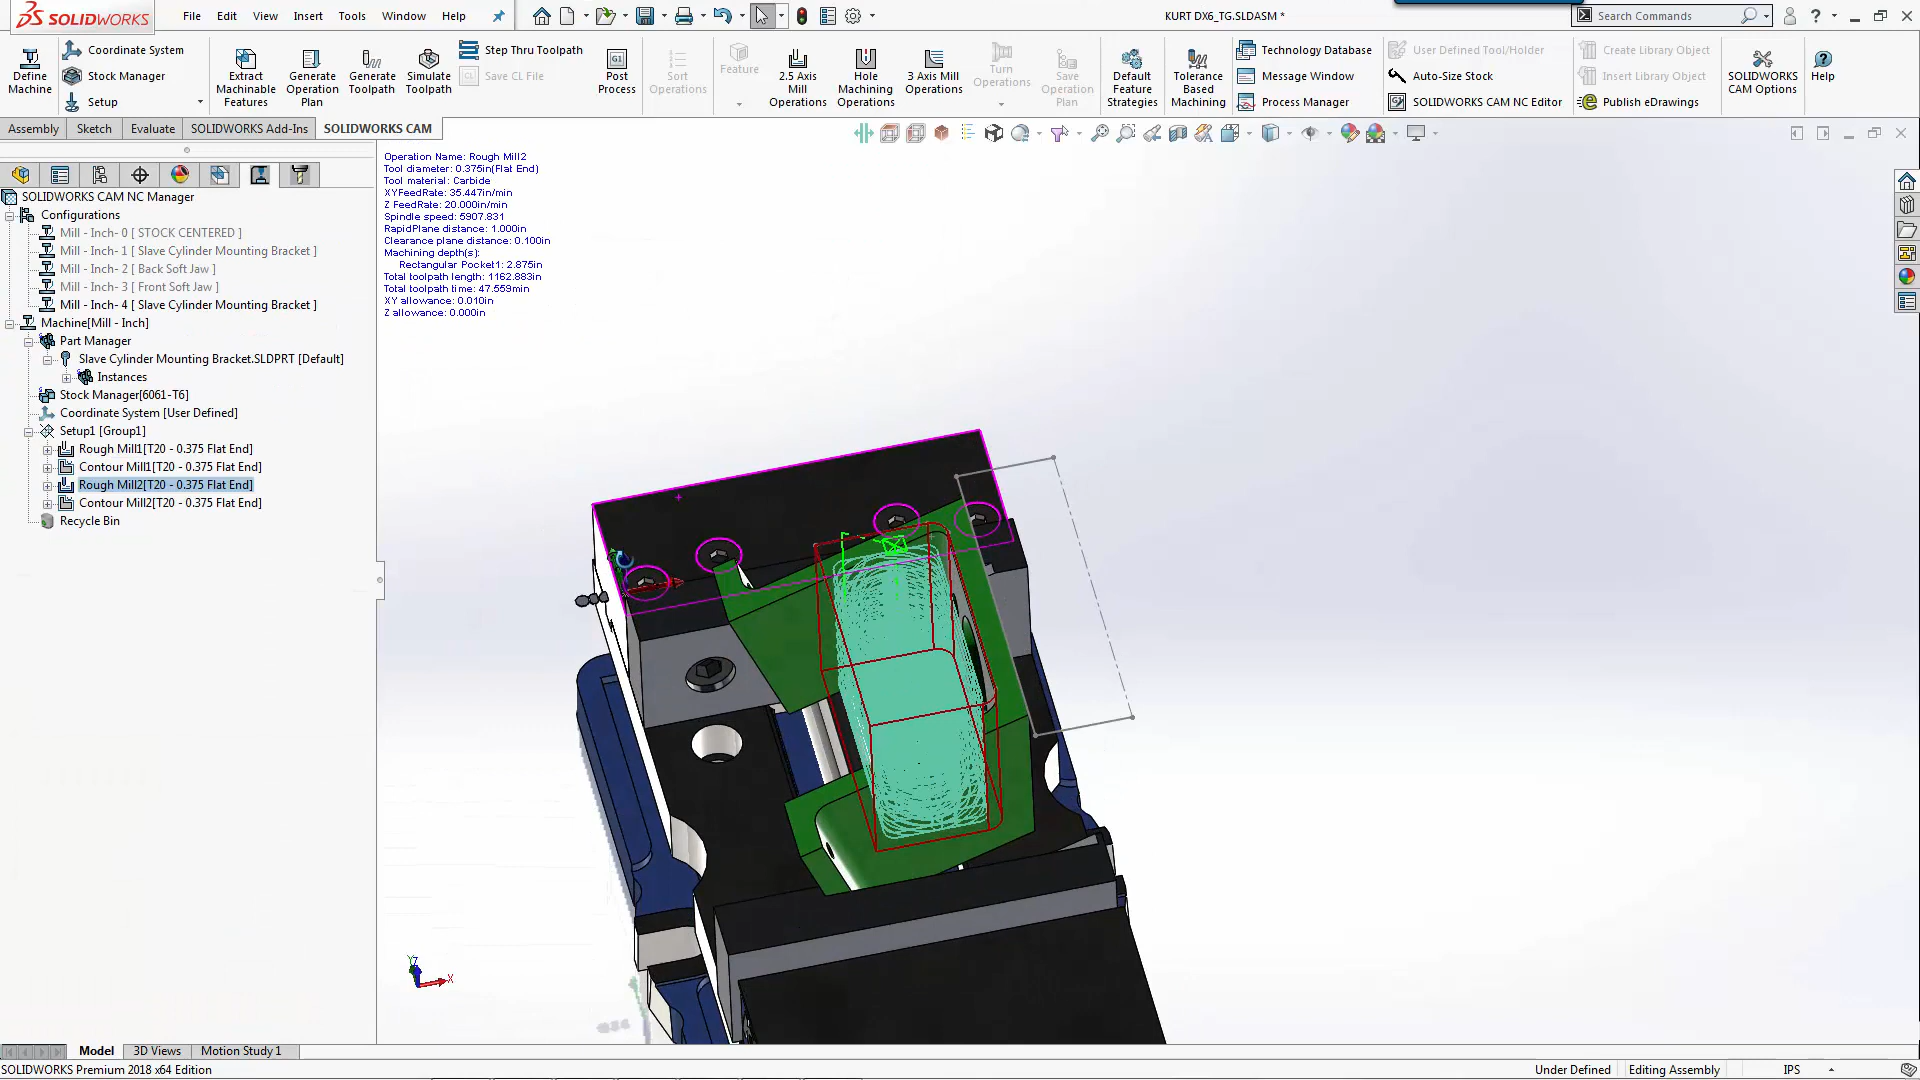 SOLIDWORKS
File Edit View Insert Tools Window Help
KURT DX6_TG.SLDASM *
Search Commands
Define Machine
Coordinate System
Stock Manager
Setup
Extract Machinable Features
Generate Operation Plan
Generate Toolpath
Simulate Toolpath
Step Thru Toolpath
Save CL File
Post Process
Sort Operations
Feature
2.5 Axis Mill Operations
Hole Machining Operations
3 Axis Mill Operations
Turn Operations
Save Operation Plan
Default Feature Strategies
Tolerance Based Machining
Technology Database
Message Window
Process Manager
User Defined Tool/Holder
Auto-Size Stock
SOLIDWORKS CAM NC Editor
Create Library Object
Insert Library Object
Publish eDrawings
SOLIDWORKS CAM Options
Help
Assembly Sketch Evaluate SOLIDWORKS Add-Ins SOLIDWORKS CAM
SOLIDWORKS CAM NC Manager
Configurations
Mill - Inch- 0 [ STOCK CENTERED ]
Mill - Inch- 1 [ Slave Cylinder Mounting Bracket ]
Mill - Inch- 2 [ Back Soft Jaw ]
Mill - Inch- 3 [ Front Soft Jaw ]
Mill - Inch- 4 [ Slave Cylinder Mounting Bracket ]
Machine[Mill - Inch]
Part Manager
Slave Cylinder Mounting Bracket.SLDPRT [Default]
Instances
Stock Manager[6061-T6]
Coordinate System [User Defined]
Setup1 [Group1]
Rough Mill1[T20 - 0.375 Flat End]
Contour Mill1[T20 - 0.375 Flat End]
Rough Mill2[T20 - 0.375 Flat End]
Contour Mill2[T20 - 0.375 Flat End]
Recycle Bin
Operation Name: Rough Mill2
Tool diameter: 0.375in(Flat End)
Tool material: Carbide
XYFeedRate: 35.447in/min
Z FeedRate: 20.000in/min
Spindle speed: 5907.831
RapidPlane distance: 1.000in
Clearance plane distance: 0.100in
Machining depth(s):
Rectangular Pocket1: 2.875in
Total toolpath length: 1162.883in
Total toolpath time: 47.559min
XY allowance: 0.010in
Z allowance: 0.000in
Z
Y
X
Model 3D Views Motion Study 1
SOLIDWORKS Premium 2018 x64 Edition
Under Defined Editing Assembly IPS